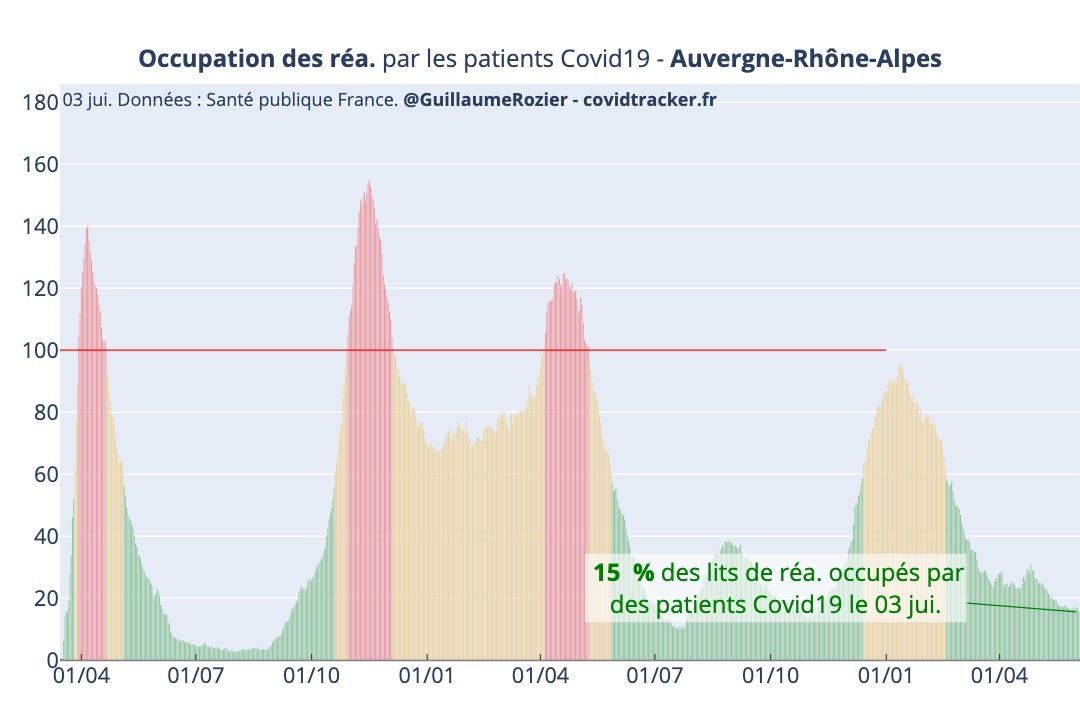 Occupation des réa. par les patients Covid19 - Auvergne-Rhône-Alpes
03 jui. Données : Santé publique France. @GuillaumeRozier - covidtracker.fr
180
160
140
120
100
80
60
40
20
0
15 % des lits de réa. occupés par
des patients Covid19 le 03 jui.
01/04 01/07 01/10 01/01 01/04 01/07 01/10 01/01 01/04